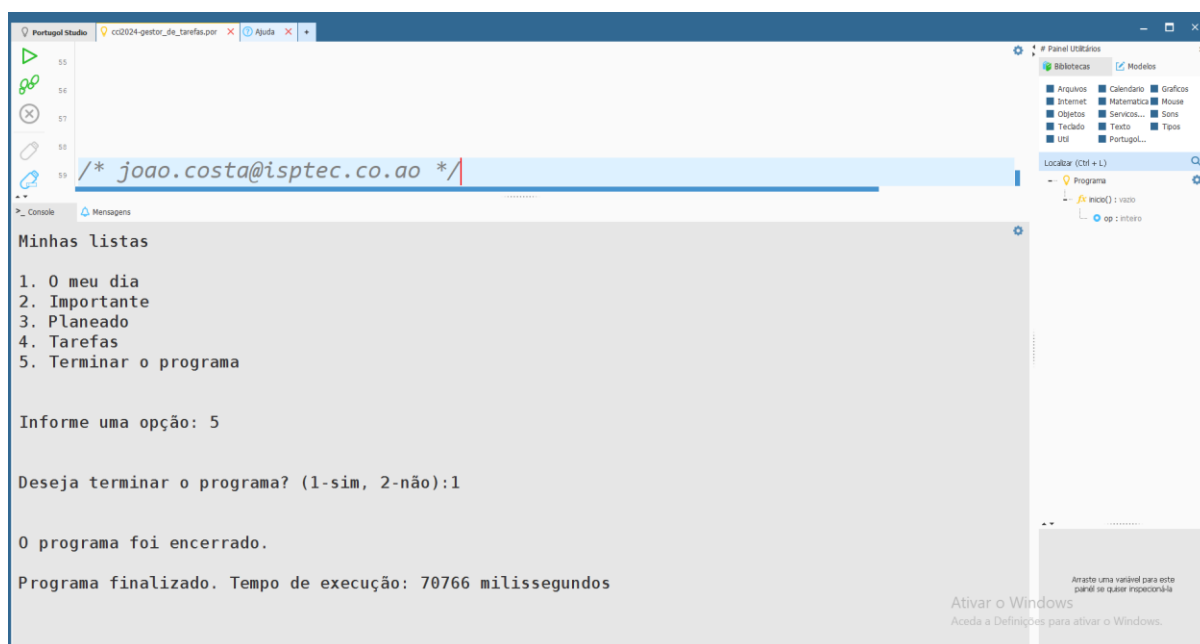 Portugol Studio
cci2024-gestor_de_tarefas.por
Ajuda
+
55
56
57
58
59 /* joao.costa@isptec.co.ao */
>_ Console
Mensagens
Minhas listas
1. O meu dia
2. Importante
3. Planeado
4. Tarefas
5. Terminar o programa
Informe uma opção: 5
Deseja terminar o programa? (1-sim, 2-não):1
O programa foi encerrado.
Programa finalizado. Tempo de execução: 70766 milissegundos
# Painel Utilitários
Bibliotecas
Modelos
Arquivos Calendario Graficos
Internet Matematica Mouse
Objetos Servicos... Sons
Teclado Texto Tipos
Util Portugol...
Localizar (Ctrl + L)
Programa
fx inicio() : vazio
op : inteiro
Arraste uma variável para este
painél se quiser inspecioná-la
Ativar o Windows
Aceda a Definições para ativar o Windows.